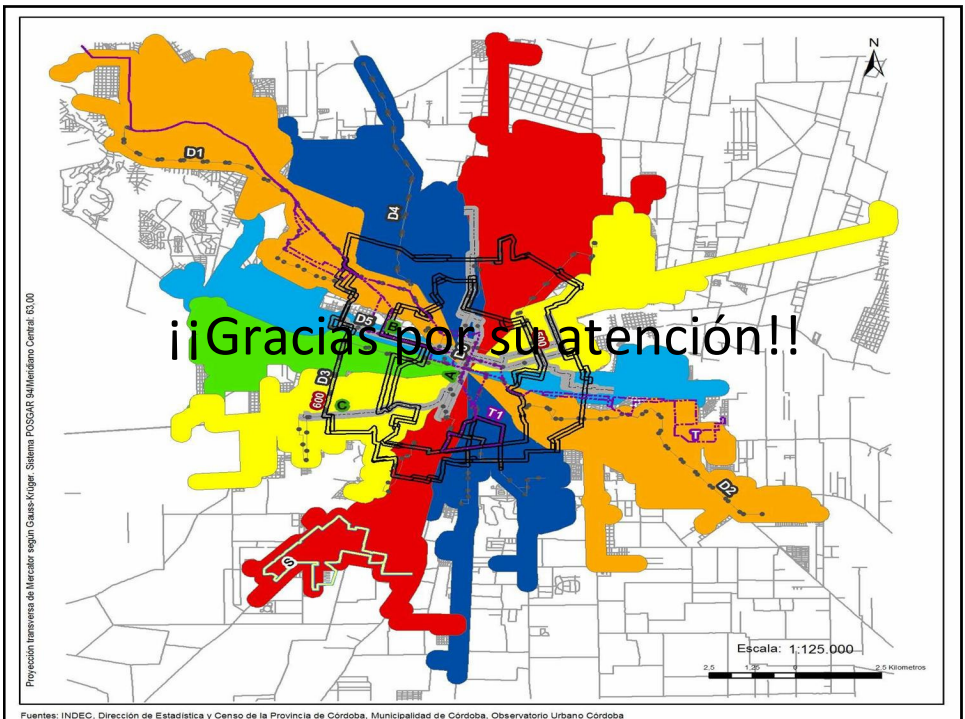 N
D1
D4
¡¡Gracias por su atención!!
D5
B
D3
600
C
A
T1
T
D2
S
Proyección transversa de Mercator según Gauss-Krüger. Sistema POSGAR 94/Meridiano Central: 63,00
Escala: 1:125.000
2,5 1,25 0 2,5 Kilometros
Fuentes: INDEC, Dirección de Estadística y Censo de la Provincia de Córdoba, Municipalidad de Córdoba, Observatorio Urbano Córdoba